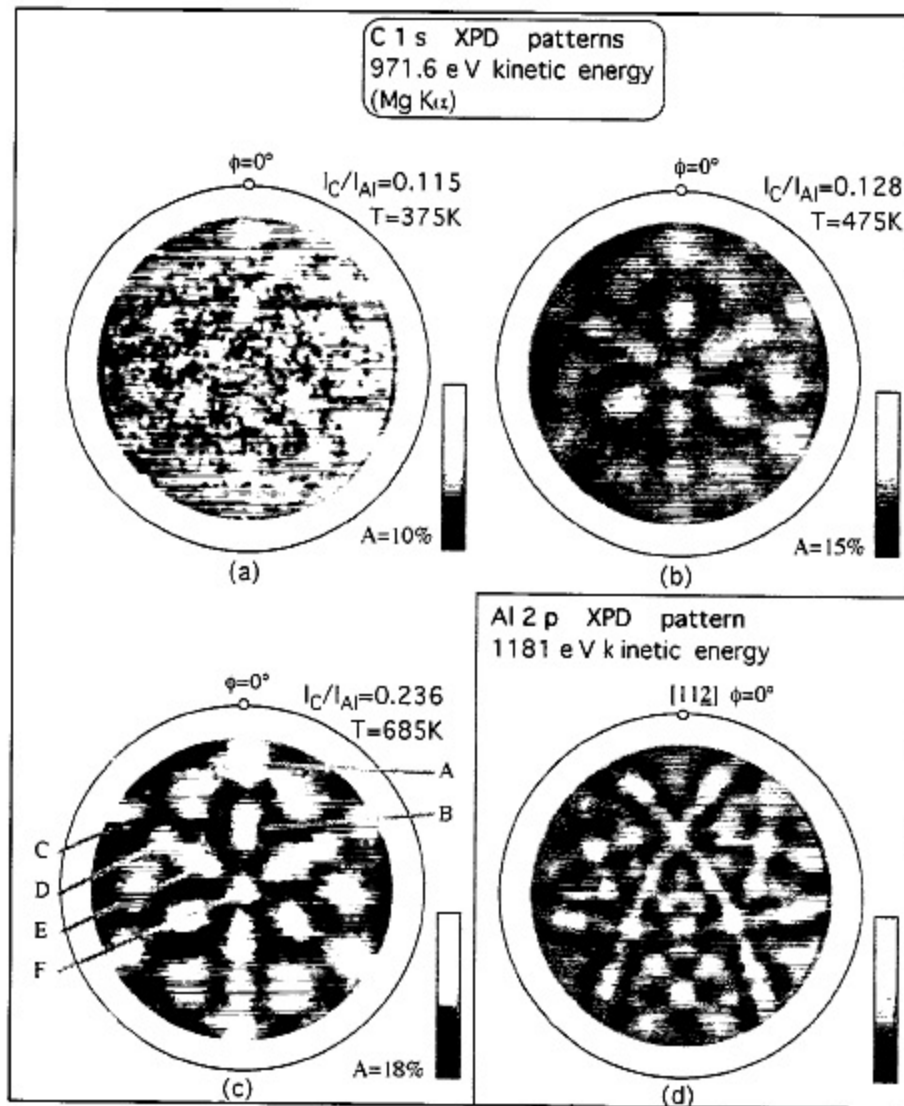 C 1 s XPD patterns
971.6 eV kinetic energy
(Mg Kα)
ϕ=0°
I_C/I_Al=0.115
T=375K
A=10%
(a)
ϕ=0°
I_C/I_Al=0.128
T=475K
A=15%
(b)
φ=0°
I_C/I_Al=0.236
T=685K
A
B
C
D
E
F
A=18%
(c)
Al 2 p XPD pattern
1181 eV kinetic energy
[112̲] ϕ=0°
(d)